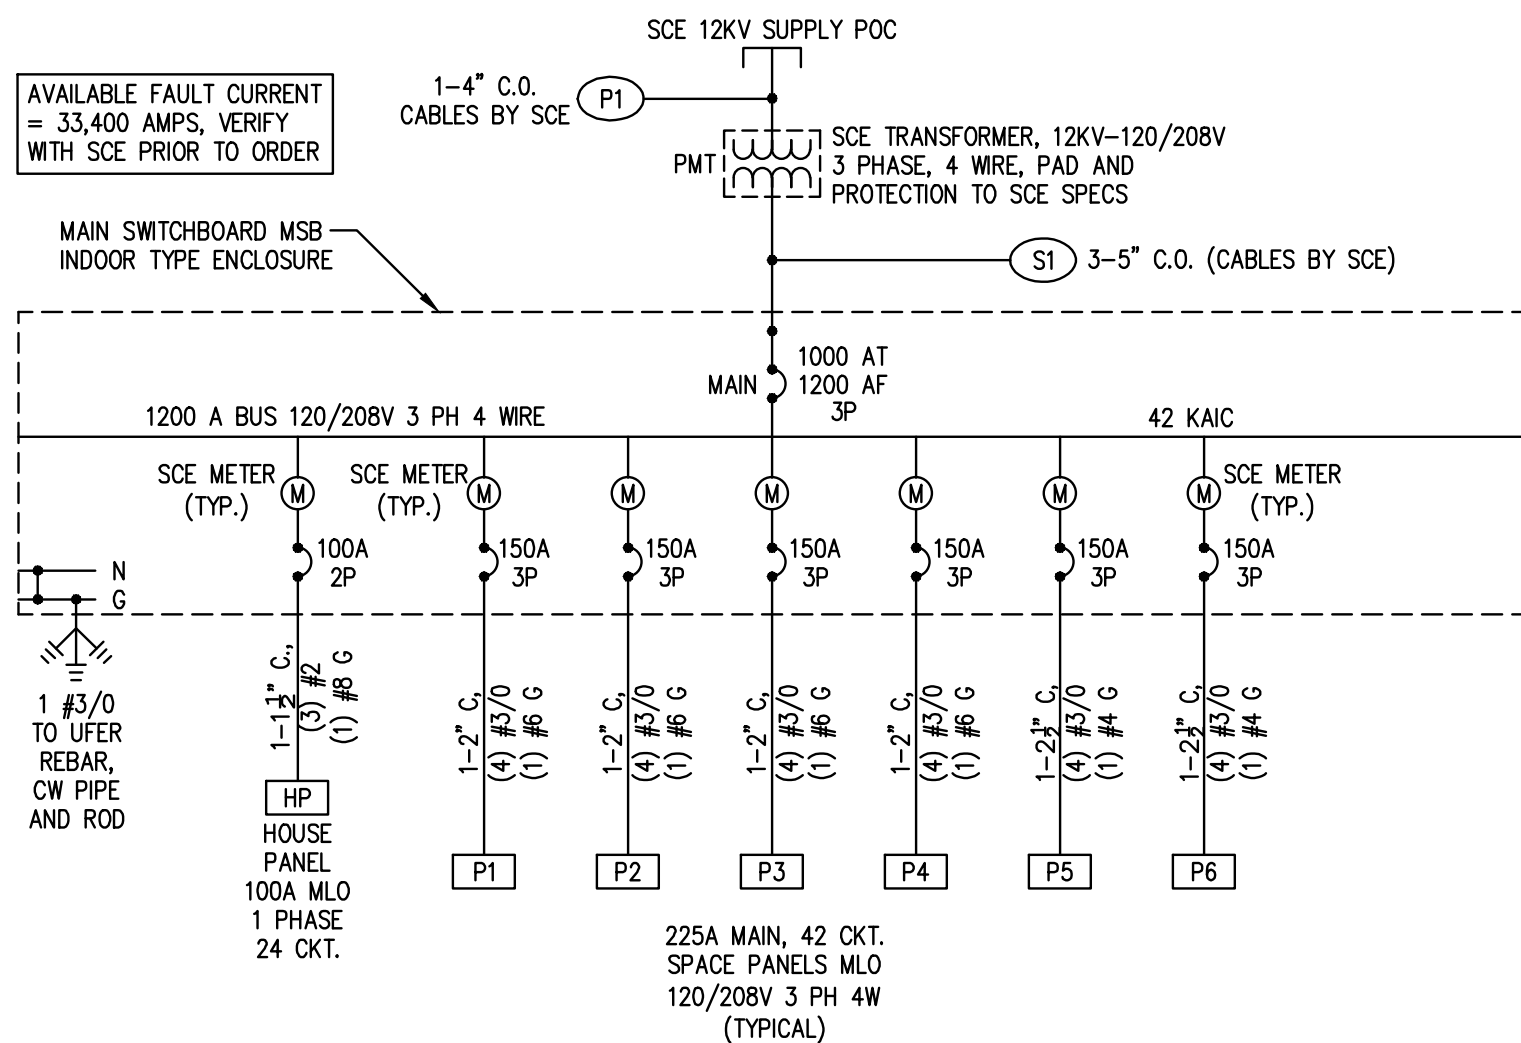 SCE 12KV SUPPLY POC
AVAILABLE FAULT CURRENT
= 33,400 AMPS, VERIFY
WITH SCE PRIOR TO ORDER
1-4" C.O.
CABLES BY SCE
P1
PMT
SCE TRANSFORMER, 12KV-120/208V
3 PHASE, 4 WIRE, PAD AND
PROTECTION TO SCE SPECS
MAIN SWITCHBOARD MSB
INDOOR TYPE ENCLOSURE
S1
3-5" C.O. (CABLES BY SCE)
MAIN
1000 AT
1200 AF
3P
1200 A BUS 120/208V 3 PH 4 WIRE
42 KAIC
SCE METER
(TYP.)
M
SCE METER
(TYP.)
M
M
M
M
M
M
SCE METER
(TYP.)
100A
2P
150A
3P
150A
3P
150A
3P
150A
3P
150A
3P
150A
3P
N
G
1 #3/0
TO UFER
REBAR,
CW PIPE
AND ROD
1-1½" C.,
(3) #2
(1) #8 G
1-2" C,
(4) #3/0
(1) #6 G
1-2" C,
(4) #3/0
(1) #6 G
1-2" C,
(4) #3/0
(1) #6 G
1-2" C,
(4) #3/0
(1) #6 G
1-2½" C,
(4) #3/0
(1) #4 G
1-2½" C,
(4) #3/0
(1) #4 G
HP
HOUSE
PANEL
100A MLO
1 PHASE
24 CKT.
P1
P2
P3
P4
P5
P6
225A MAIN, 42 CKT.
SPACE PANELS MLO
120/208V 3 PH 4W
(TYPICAL)